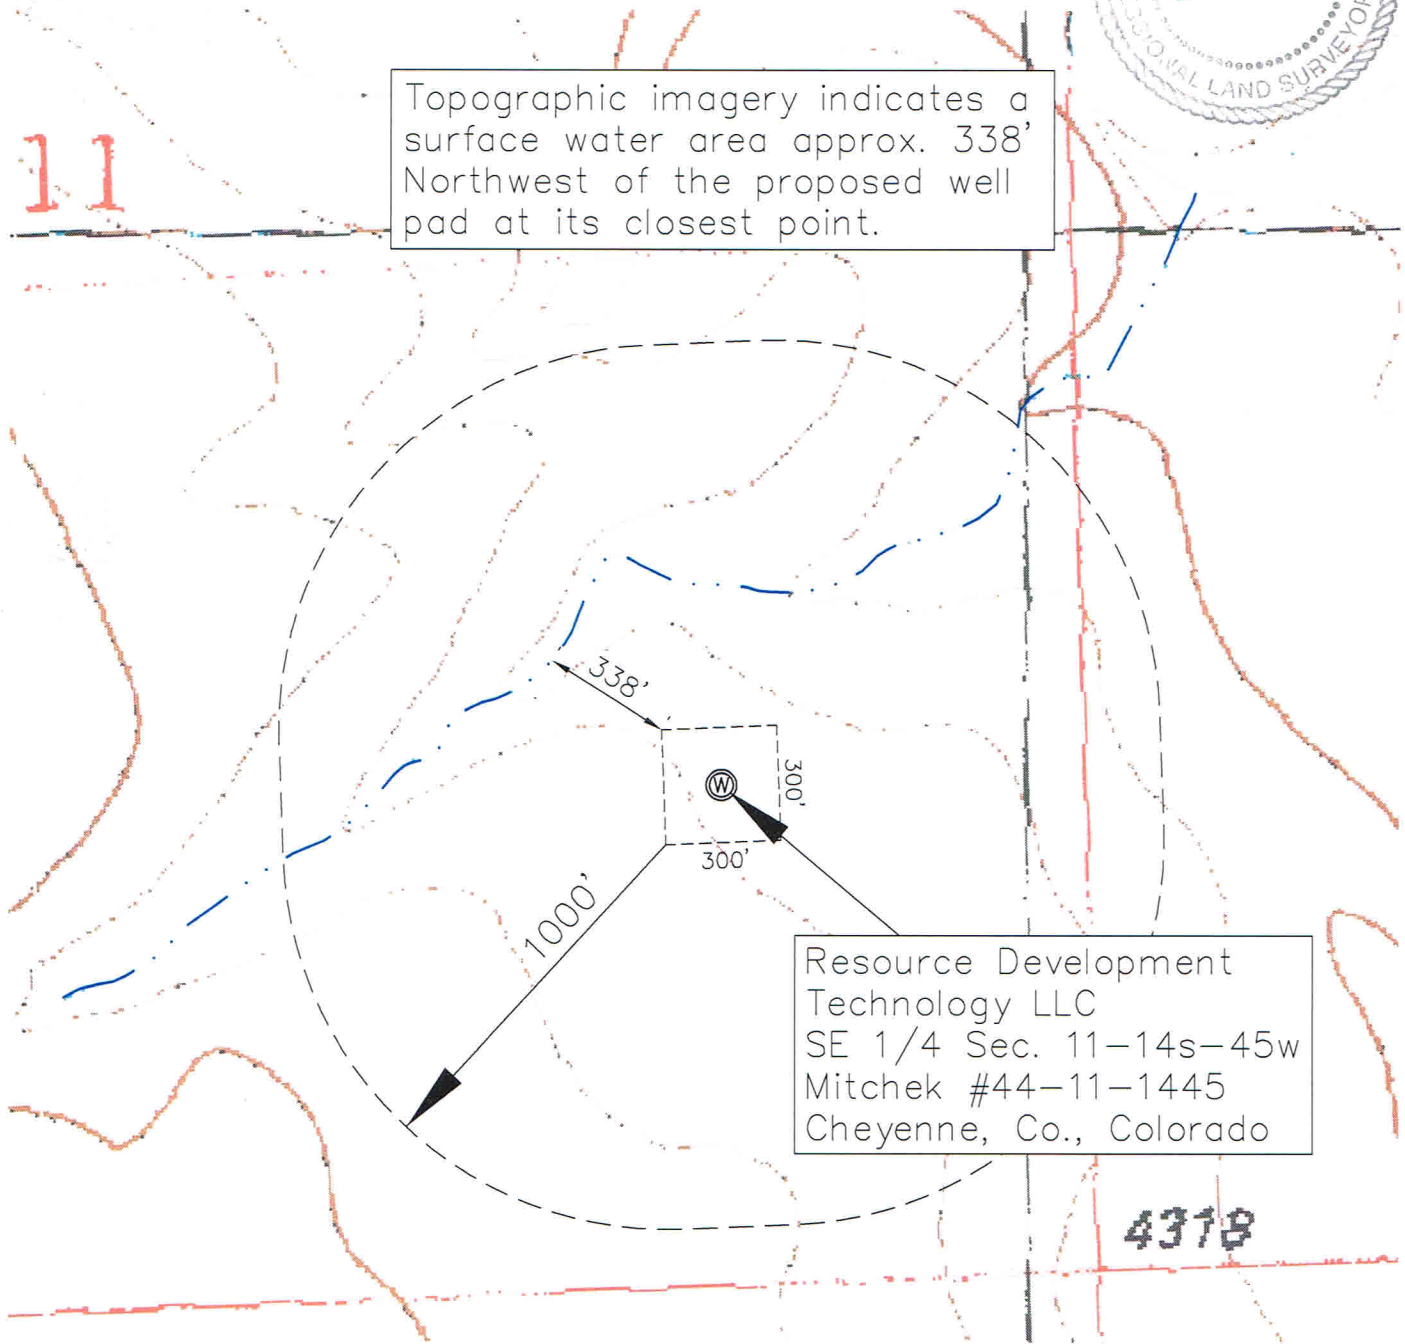 LAND SURVEYOR
Topographic imagery indicates a
surface water area approx. 338'
Northwest of the proposed well
pad at its closest point.
11
338'
W
300'
300'
1000'
Resource Development
Technology LLC
SE 1/4 Sec. 11-14s-45w
Mitchek #44-11-1445
Cheyenne, Co., Colorado
4318